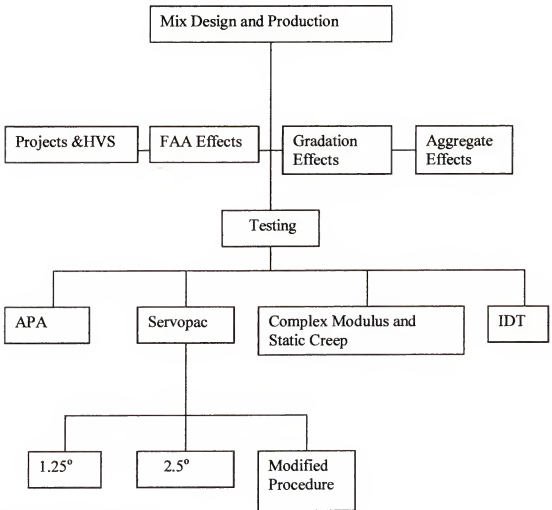 Mix Design and Production
Projects &HVS
FAA Effects
Gradation
Effects
Aggregate
Effects
Testing
APA
Servopac
Complex Modulus and
Static Creep
IDT
1.25°
2.5°
Modified
Procedure